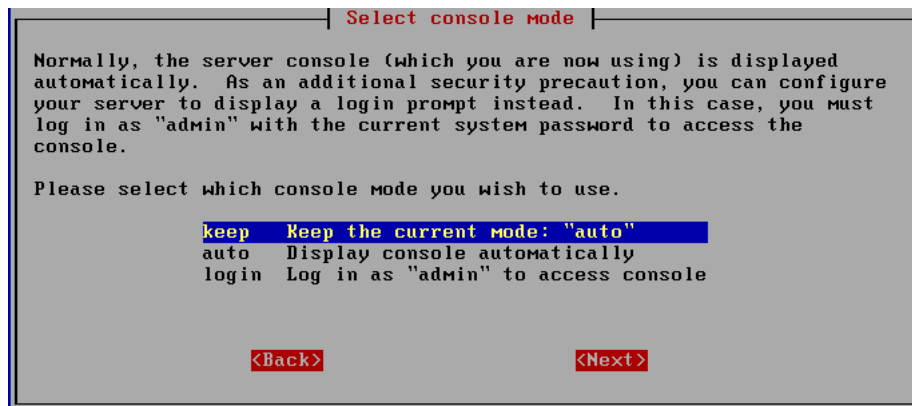 Select console mode
Normally, the server console (which you are now using) is displayed
automatically.  As an additional security precaution, you can configure
your server to display a login prompt instead.  In this case, you must
log in as "admin" with the current system password to access the
console.
Please select which console mode you wish to use.
keep   Keep the current mode: "auto"
auto   Display console automatically
login  Log in as "admin" to access console
<Back>   <Next>